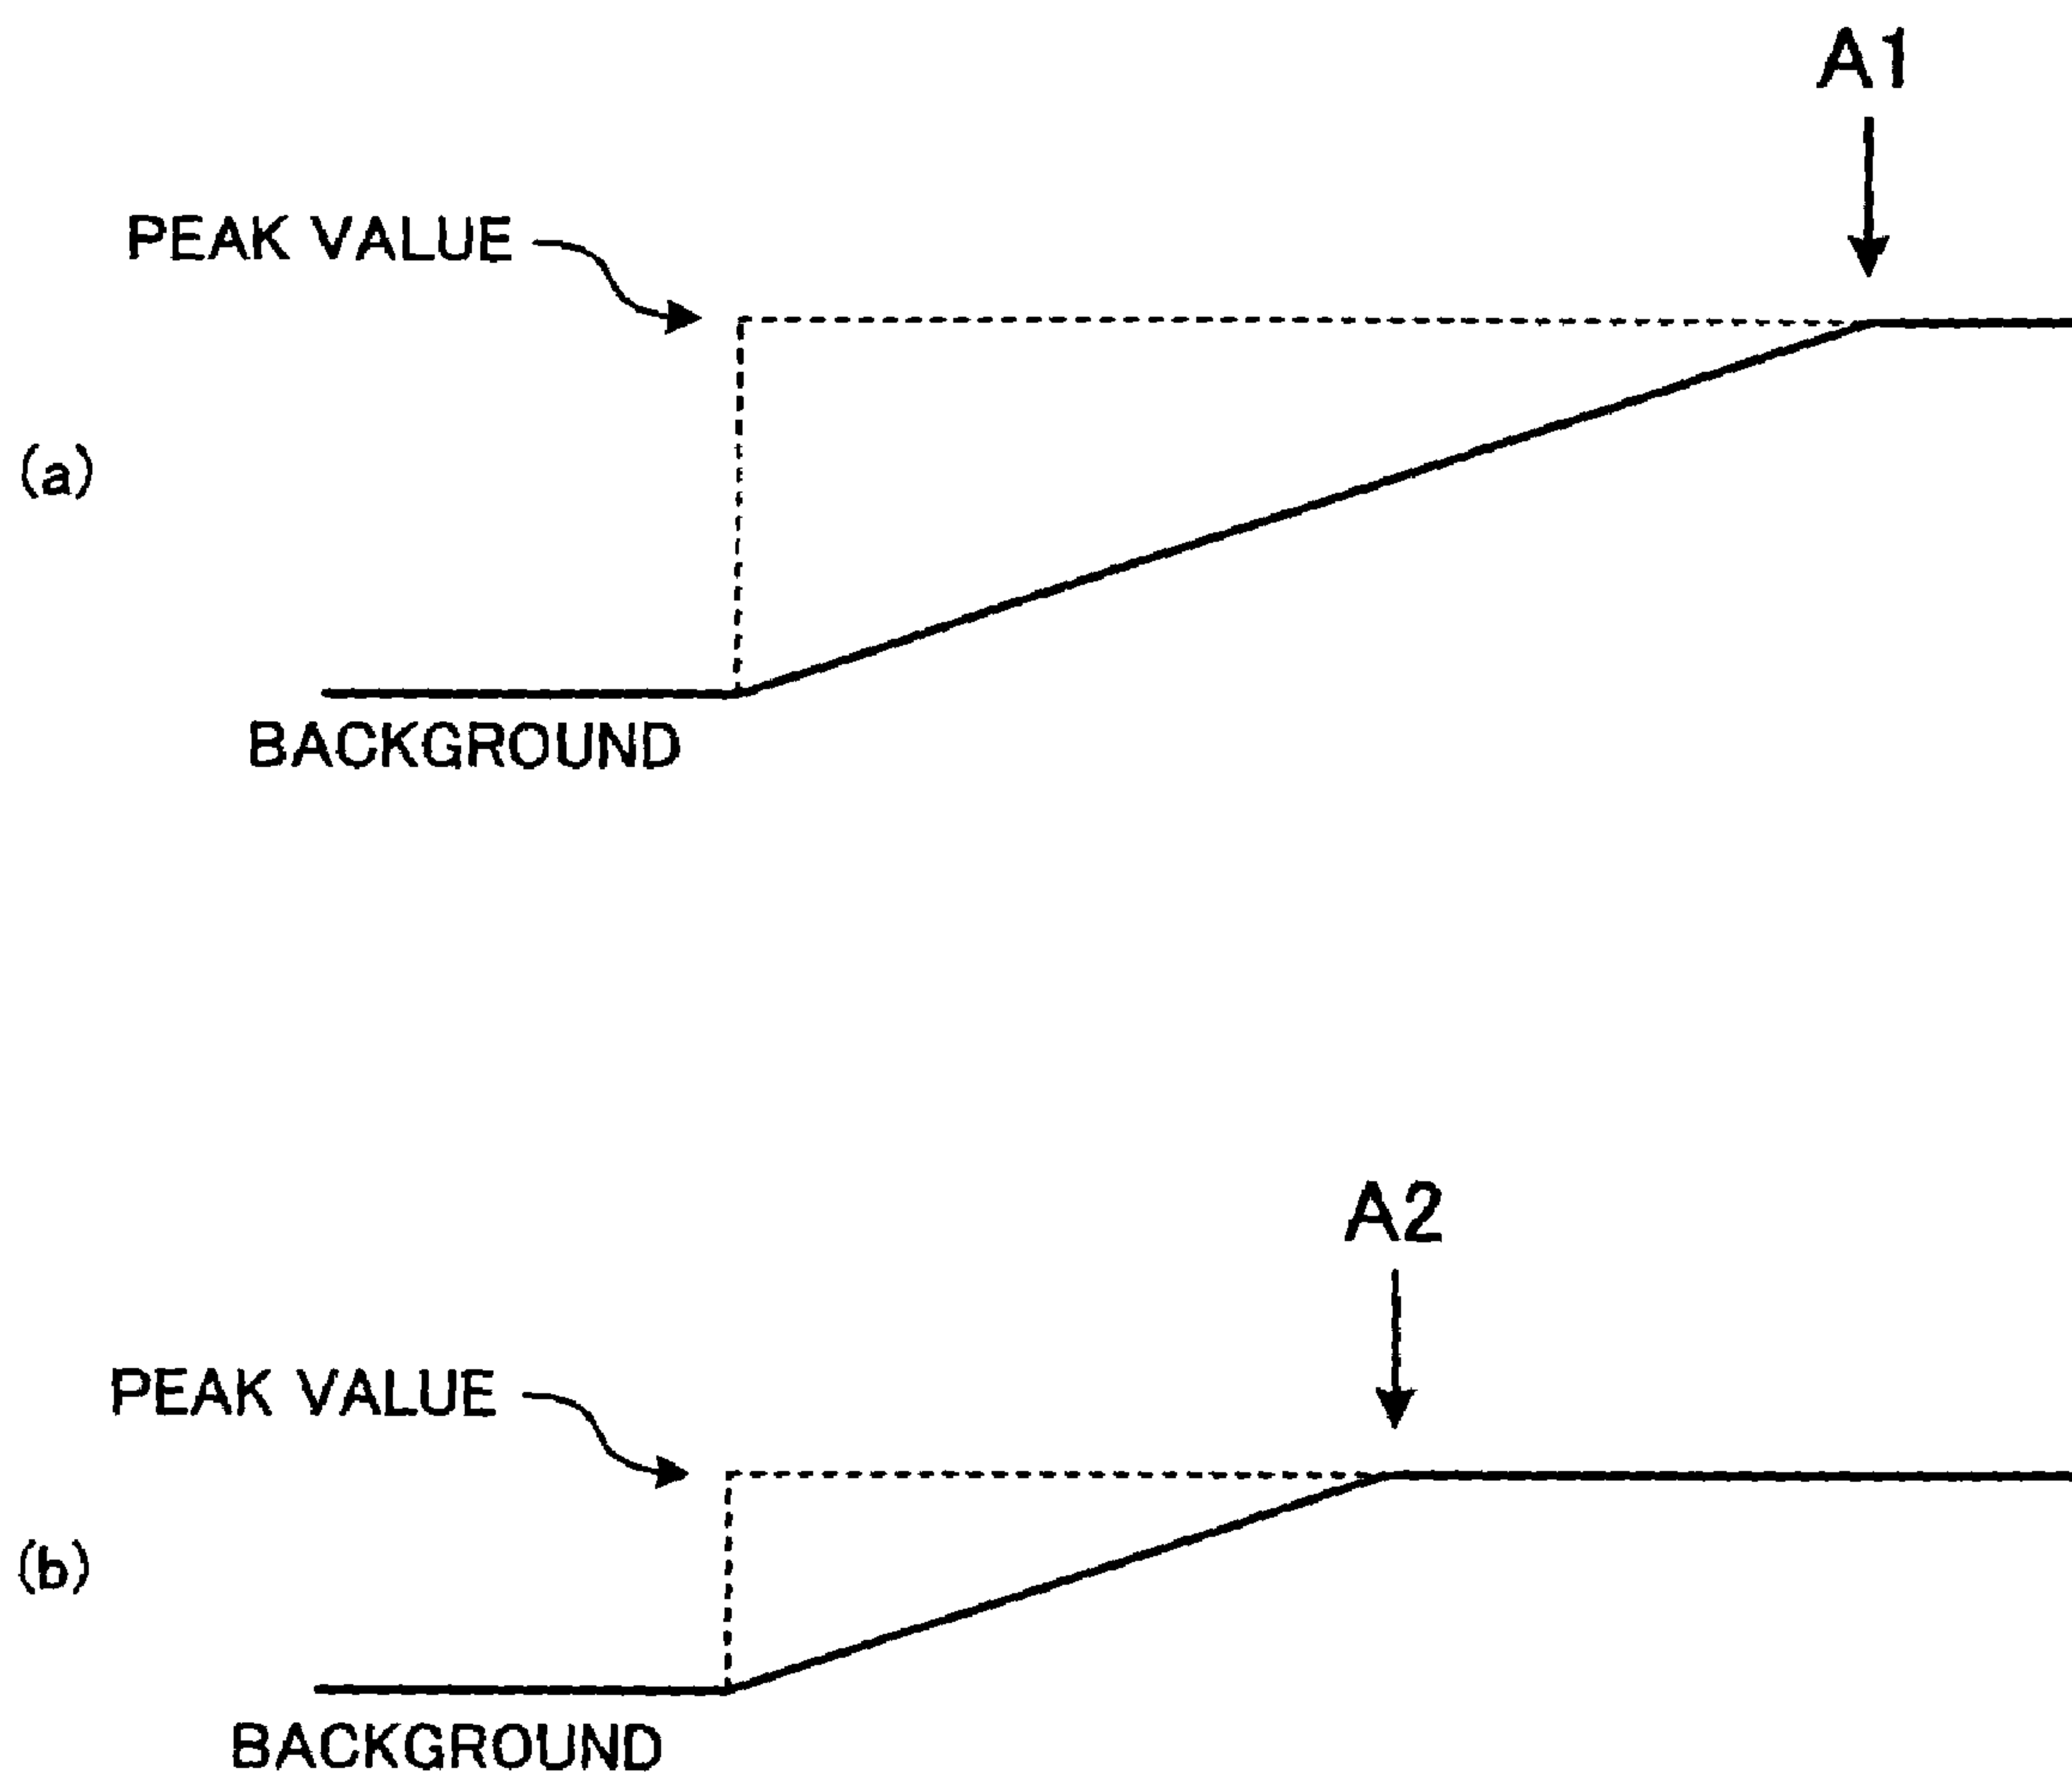 A1
PEAK VALUE
(a)
BACKGROUND
A2
PEAK VALUE
(b)
BACKGROUND